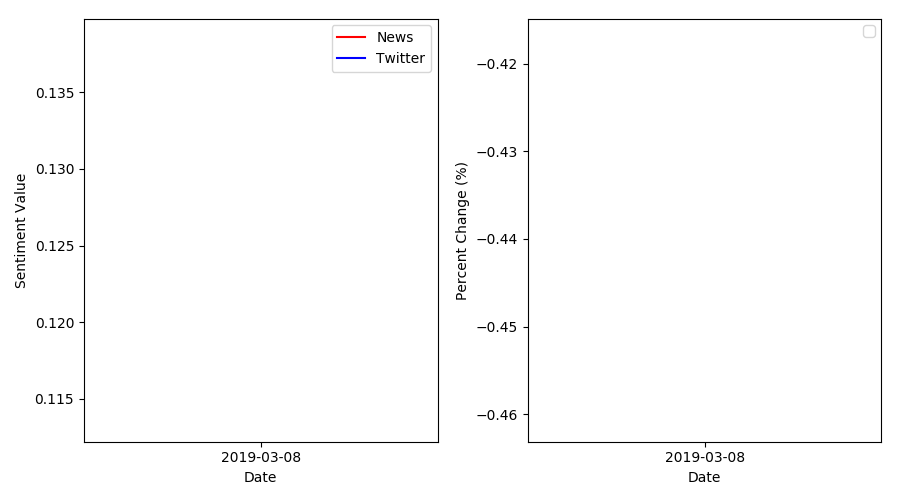 News
Twitter
0.135
0.130
0.125
0.120
0.115
Sentiment Value
2019-03-08
Date
−0.42
−0.43
−0.44
−0.45
−0.46
Percent Change (%)
2019-03-08
Date